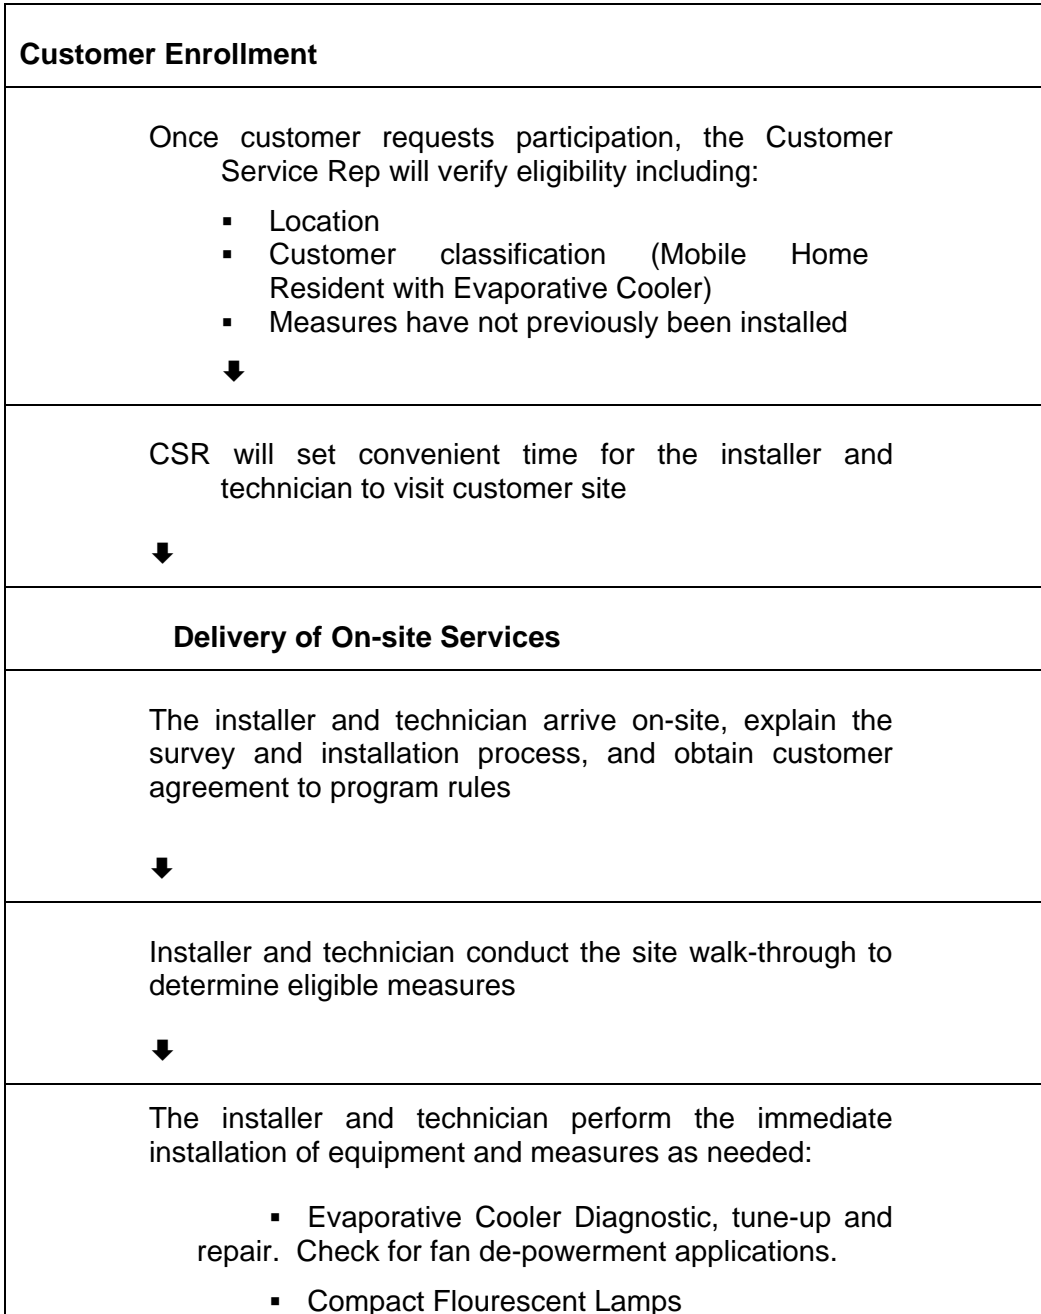 Customer Enrollment
Once customer requests participation, the Customer
Service Rep will verify eligibility including:
▪ Location
▪ Customer classification (Mobile Home
Resident with Evaporative Cooler)
▪ Measures have not previously been installed
🡇
CSR will set convenient time for the installer and
technician to visit customer site
🡇
Delivery of On-site Services
The installer and technician arrive on-site, explain the
survey and installation process, and obtain customer
agreement to program rules
🡇
Installer and technician conduct the site walk-through to
determine eligible measures
🡇
The installer and technician perform the immediate
installation of equipment and measures as needed:
▪ Evaporative Cooler Diagnostic, tune-up and
repair. Check for fan de-powerment applications.
▪ Compact Flourescent Lamps